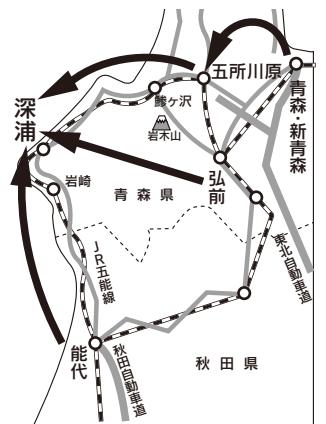 五所川原
青森・新青森
鰺ヶ沢
深浦
岩木山
岩崎
青森県
弘前
JR五能線
東北自動車道
能代
秋田自動車道
秋田県